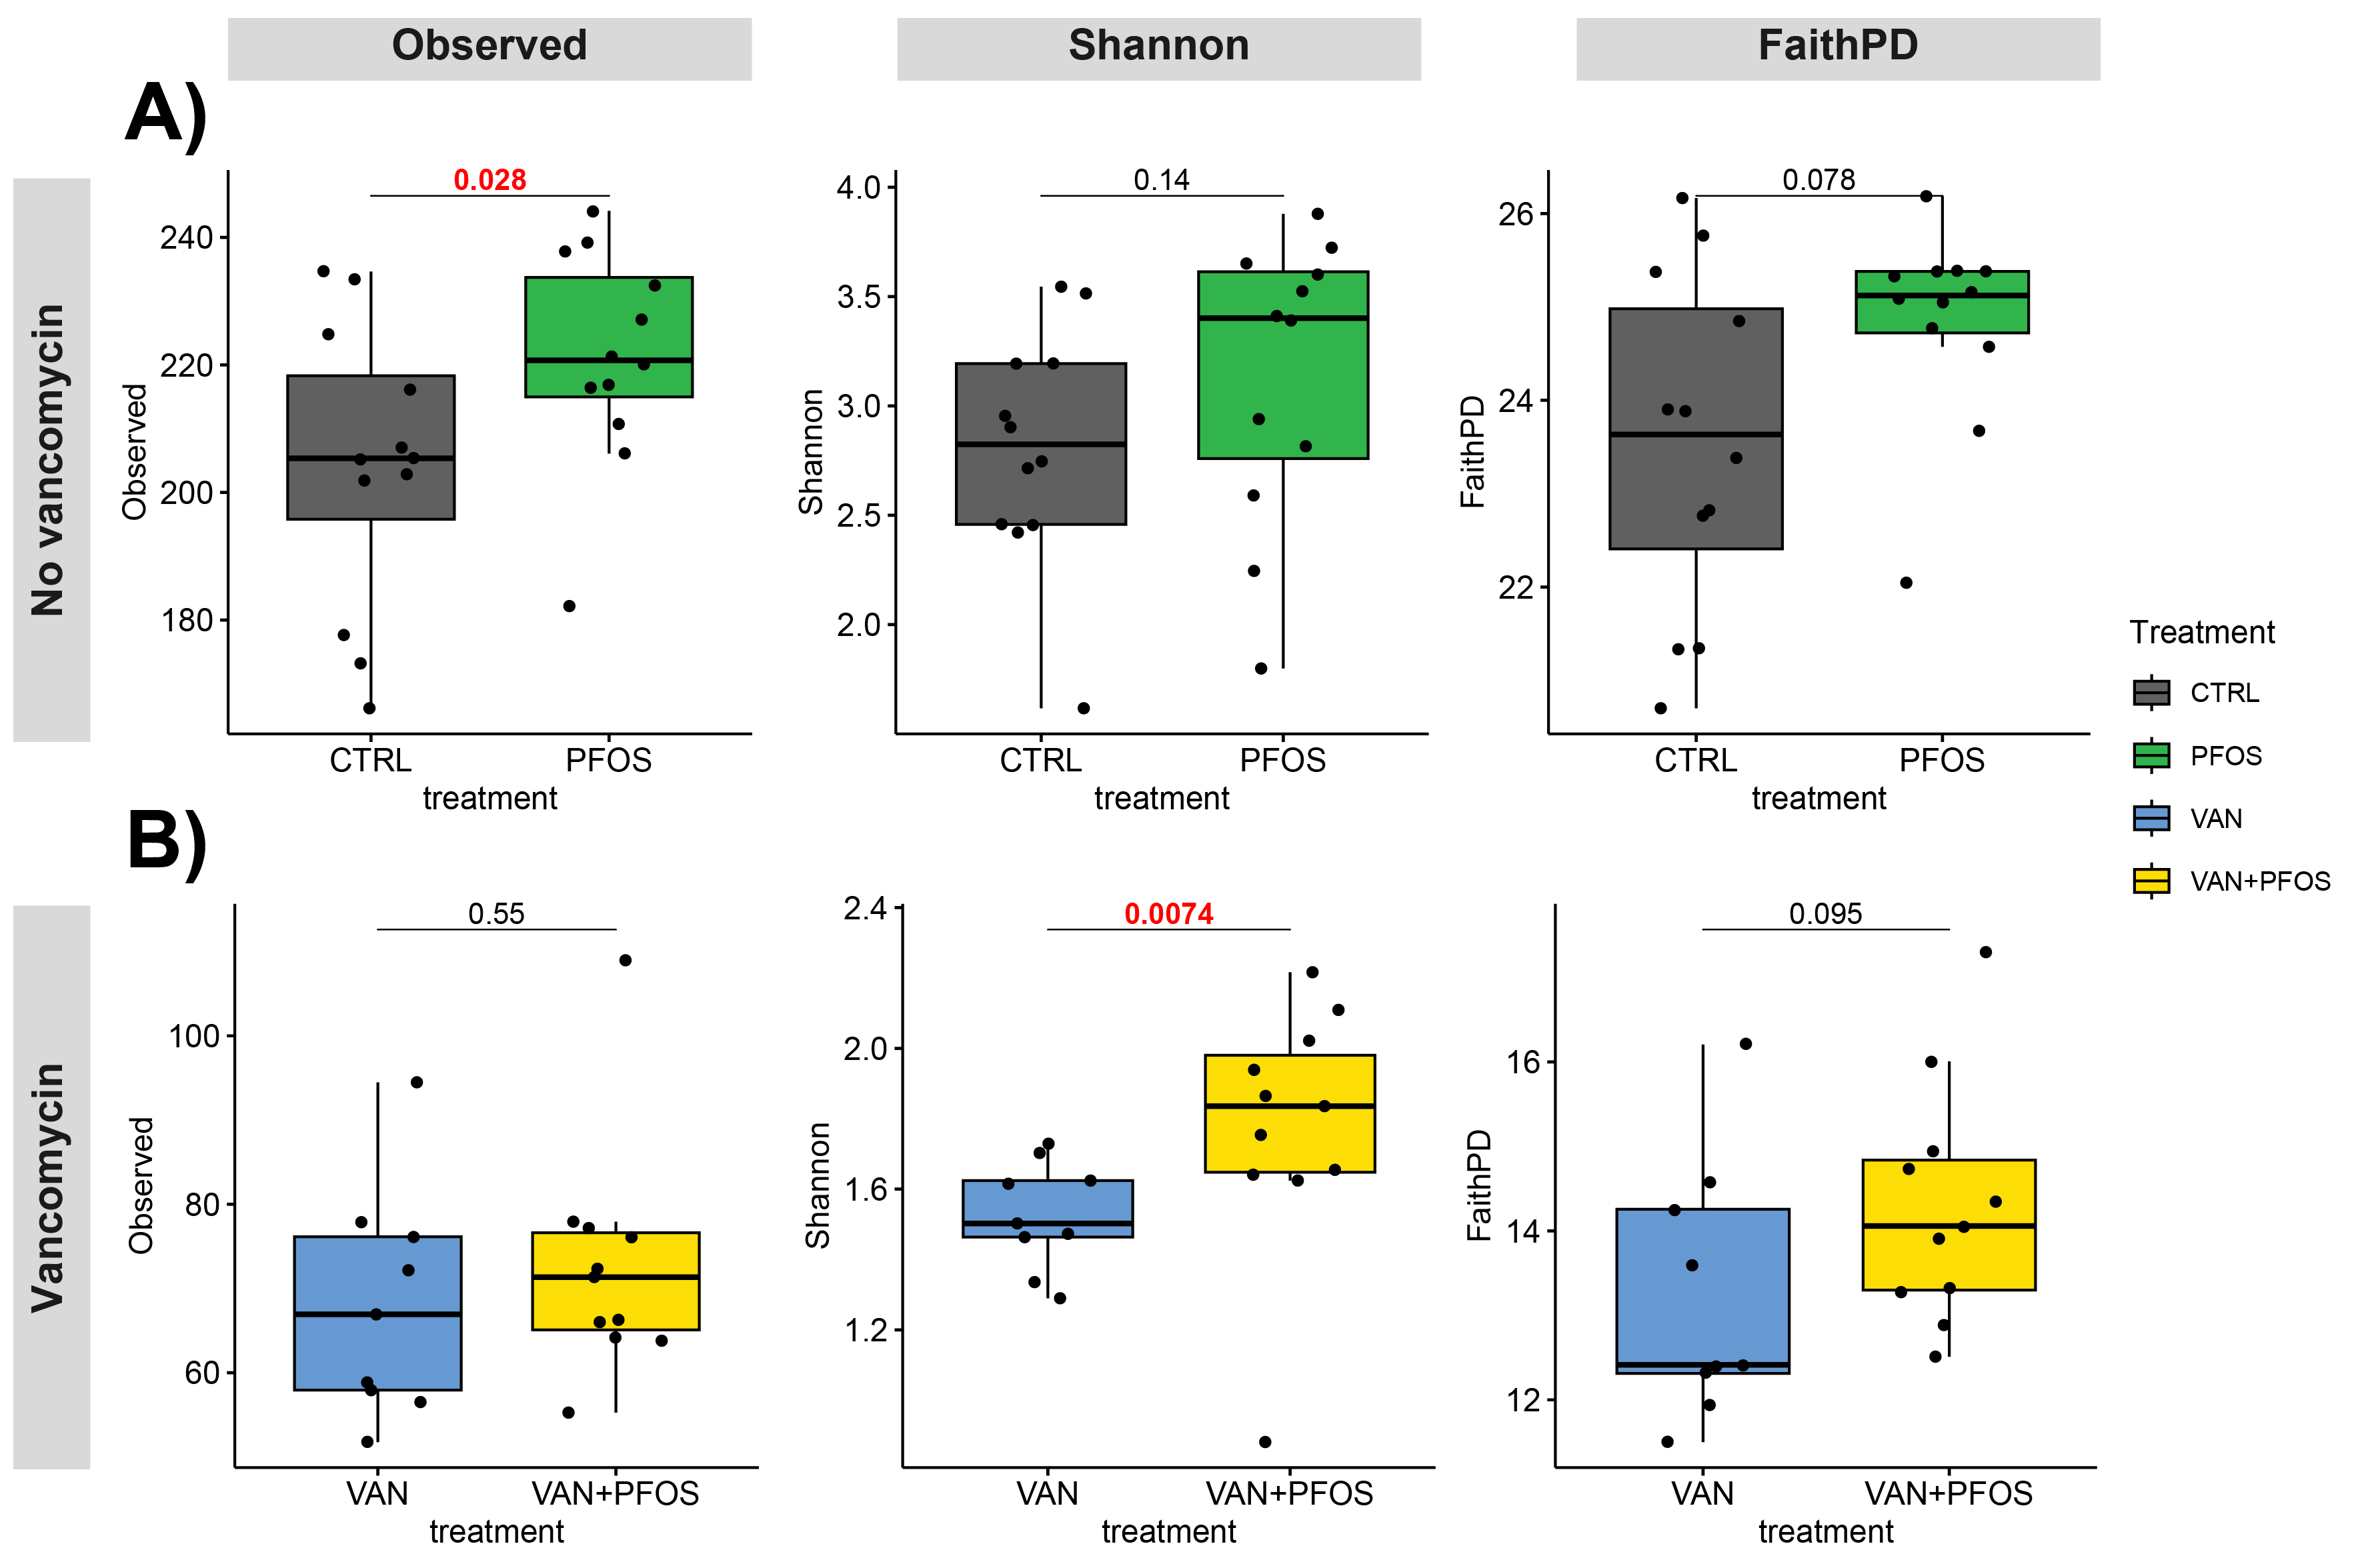 Observed
Shannon
FaithPD
A)
No vancomycin
Observed
240
220
200
180
0.028
CTRL
PFOS
treatment
Shannon
4.0
3.5
3.0
2.5
2.0
0.14
CTRL
PFOS
treatment
FaithPD
26
24
22
0.078
CTRL
PFOS
treatment
Treatment
CTRL
PFOS
VAN
VAN+PFOS
B)
Vancomycin
Observed
100
80
60
0.55
VAN
VAN+PFOS
treatment
Shannon
2.4
2.0
1.6
1.2
0.0074
VAN
VAN+PFOS
treatment
FaithPD
16
14
12
0.095
VAN
VAN+PFOS
treatment